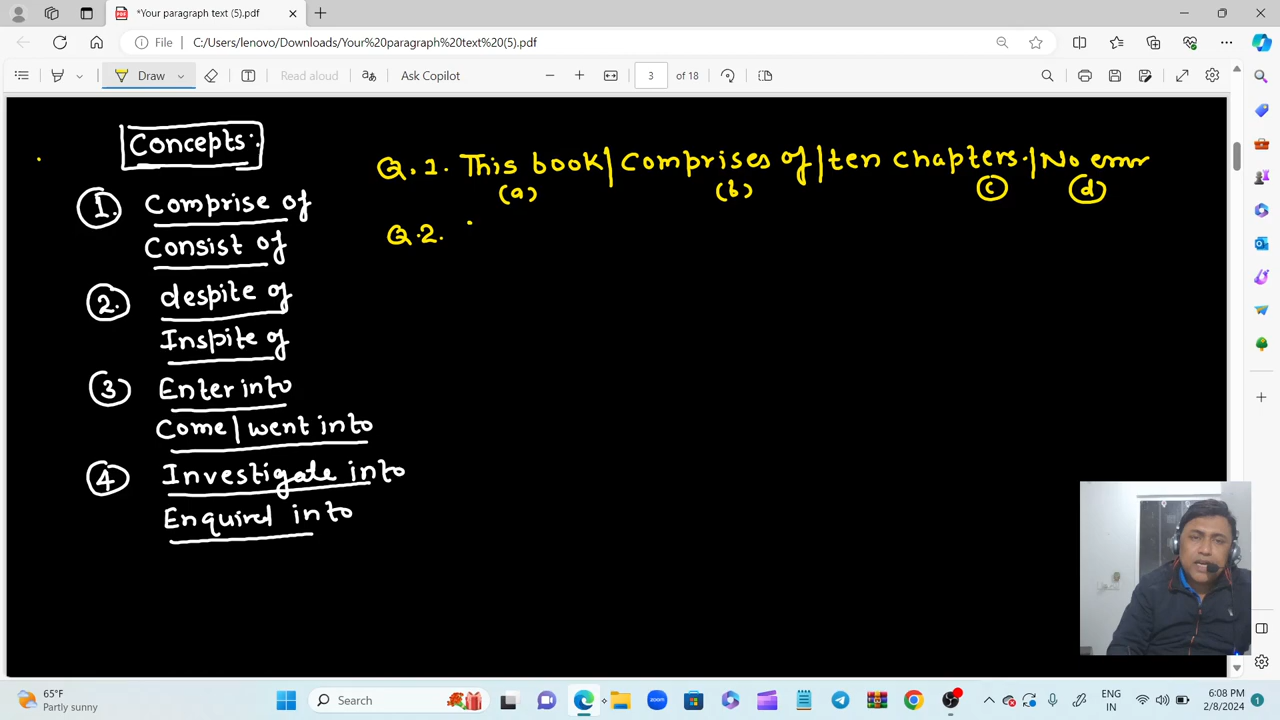 *Your paragraph text (5).pdf
File C:/Users/lenovo/Downloads/Your%20paragraph%20text%20(5).pdf
Draw Read aloud Ask Copilot 3 of 18
Concepts:
Q.1. This book | Comprises of | ten chapters. | No error
(a) (b) (c) (d)
Q.2.
1. Comprise of
Consist of
2. despite of
Inspite of
3 Enter into
Come | went into
4 Investigate into
Enquired into
65°F
Partly sunny
Search
ENG
IN
6:08 PM
2/8/2024